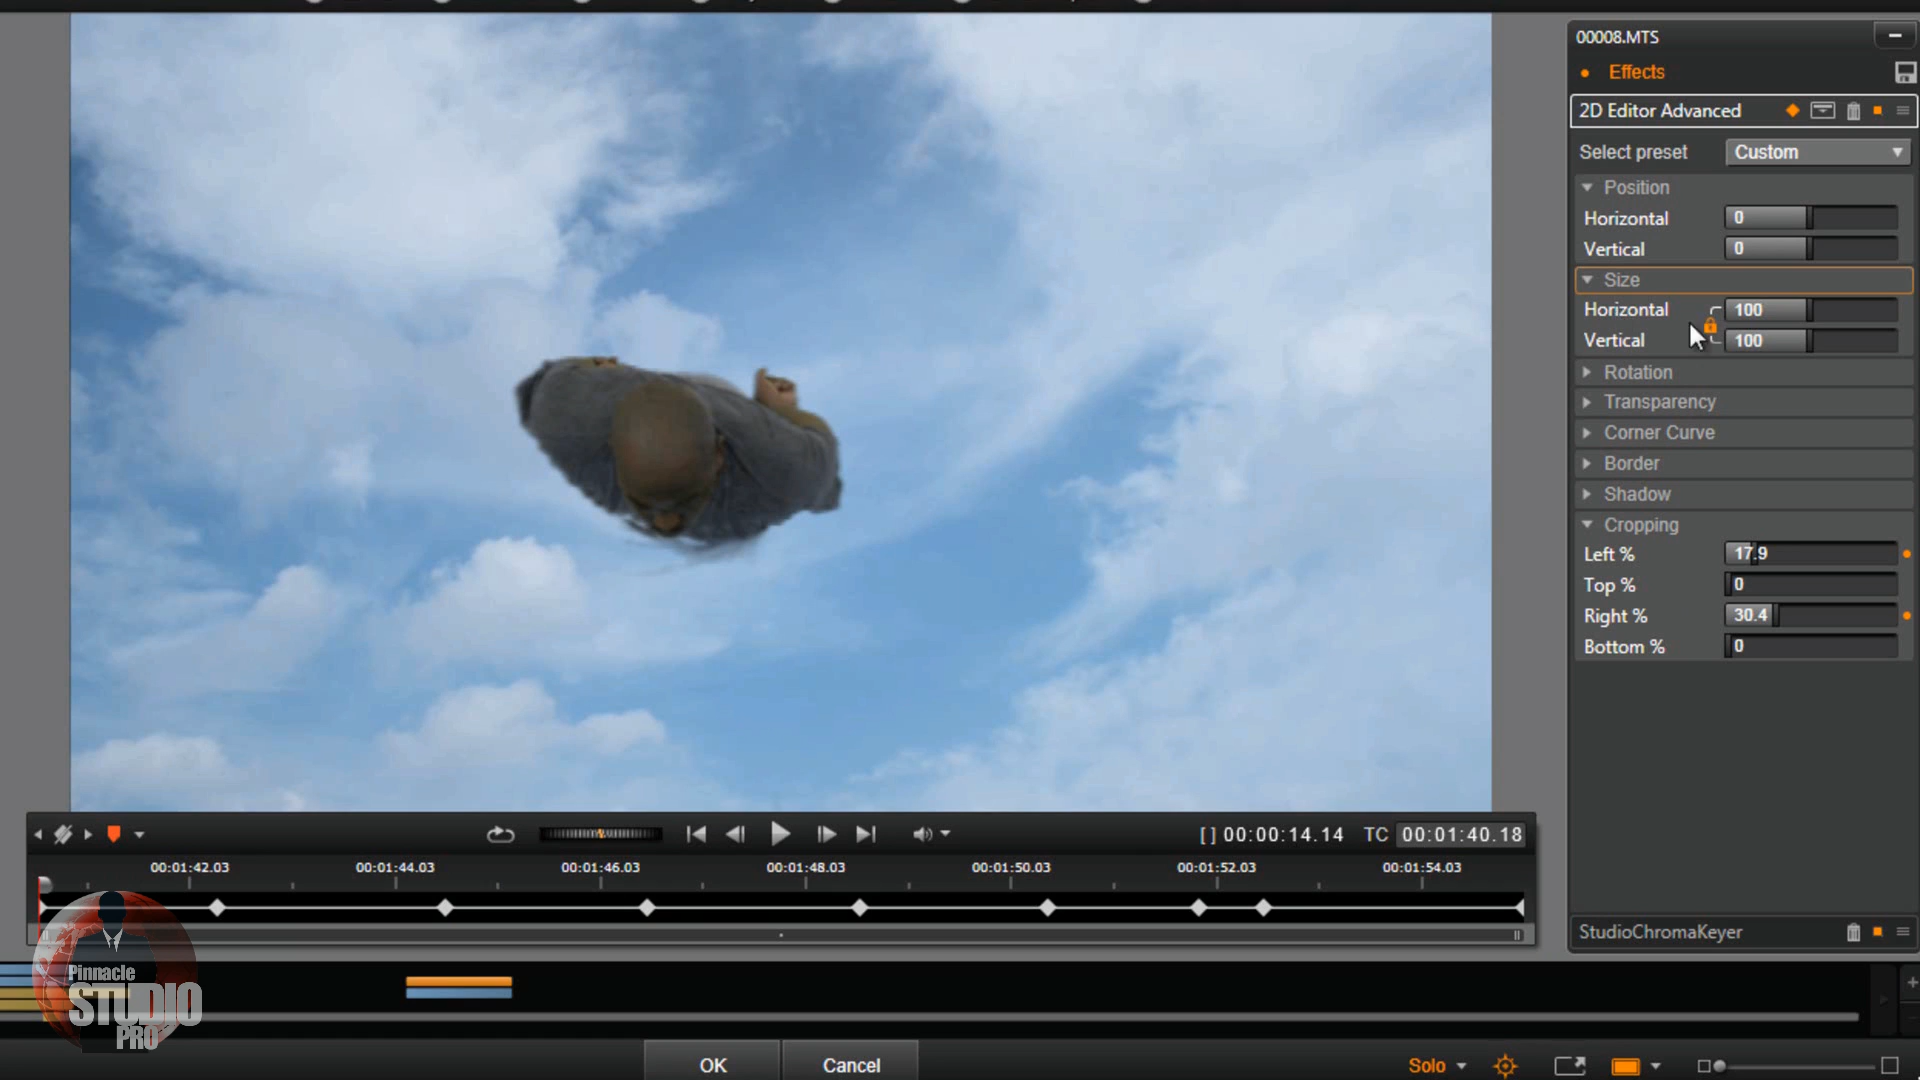 00008.MTS
Effects
2D Editor Advanced
Select preset Custom
Position
Horizontal 0
Vertical 0
Size
Horizontal 100
Vertical 100
Rotation
Transparency
Corner Curve
Border
Shadow
Cropping
Left % 17.9
Top % 0
Right % 30.4
Bottom % 0
[ ] 00:00:14.14 TC 00:01:40.18
00:01:42.03 00:01:44.03 00:01:46.03 00:01:48.03 00:01:50.03 00:01:52.03 00:01:54.03
StudioChromaKeyer
Pinnacle
STUDIO
PRO
OK Cancel Solo